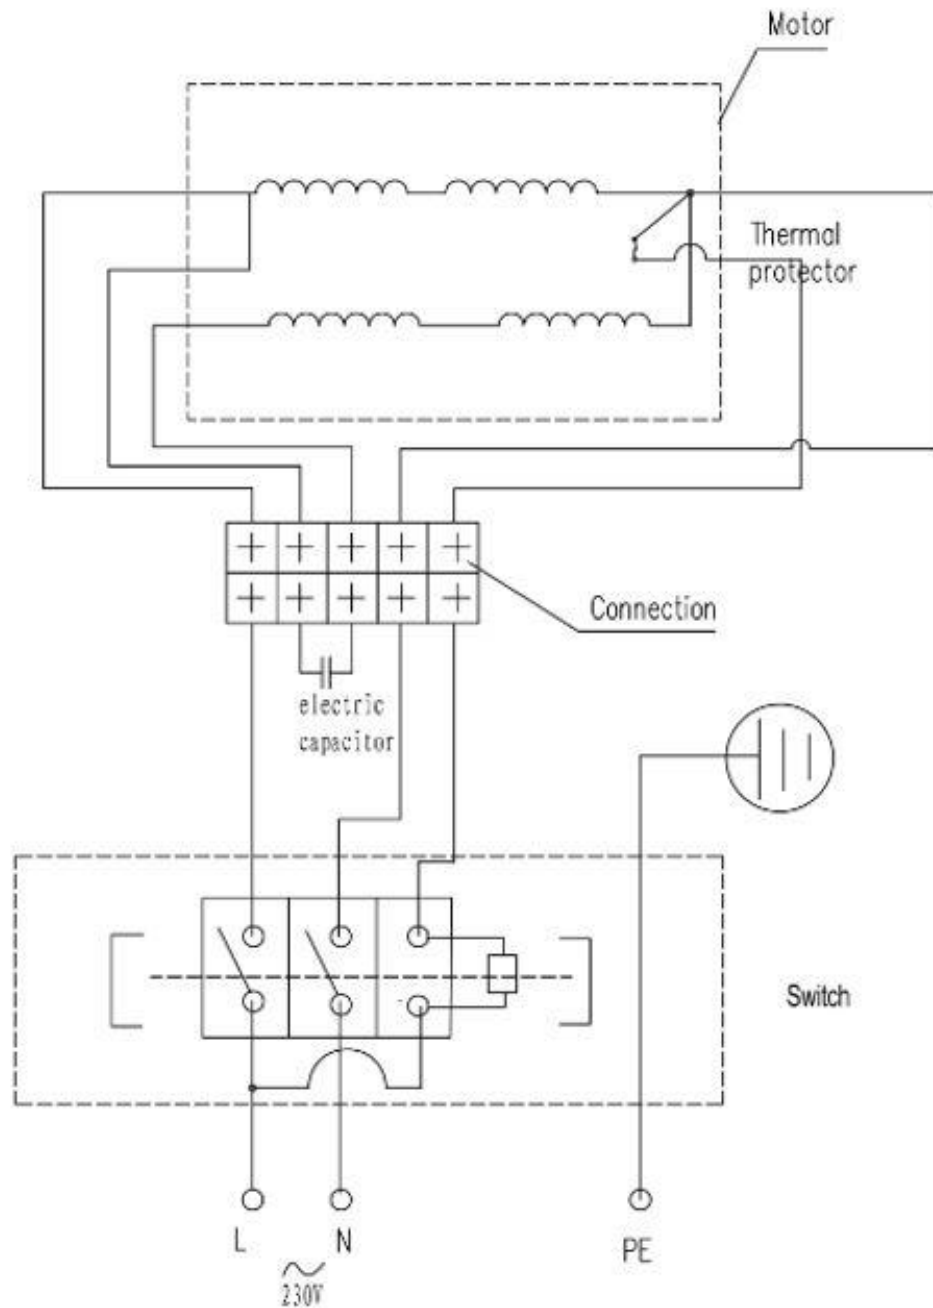 Motor
Thermal
protector
Connection
electric
capacitor
Switch
L
N
PE
230V